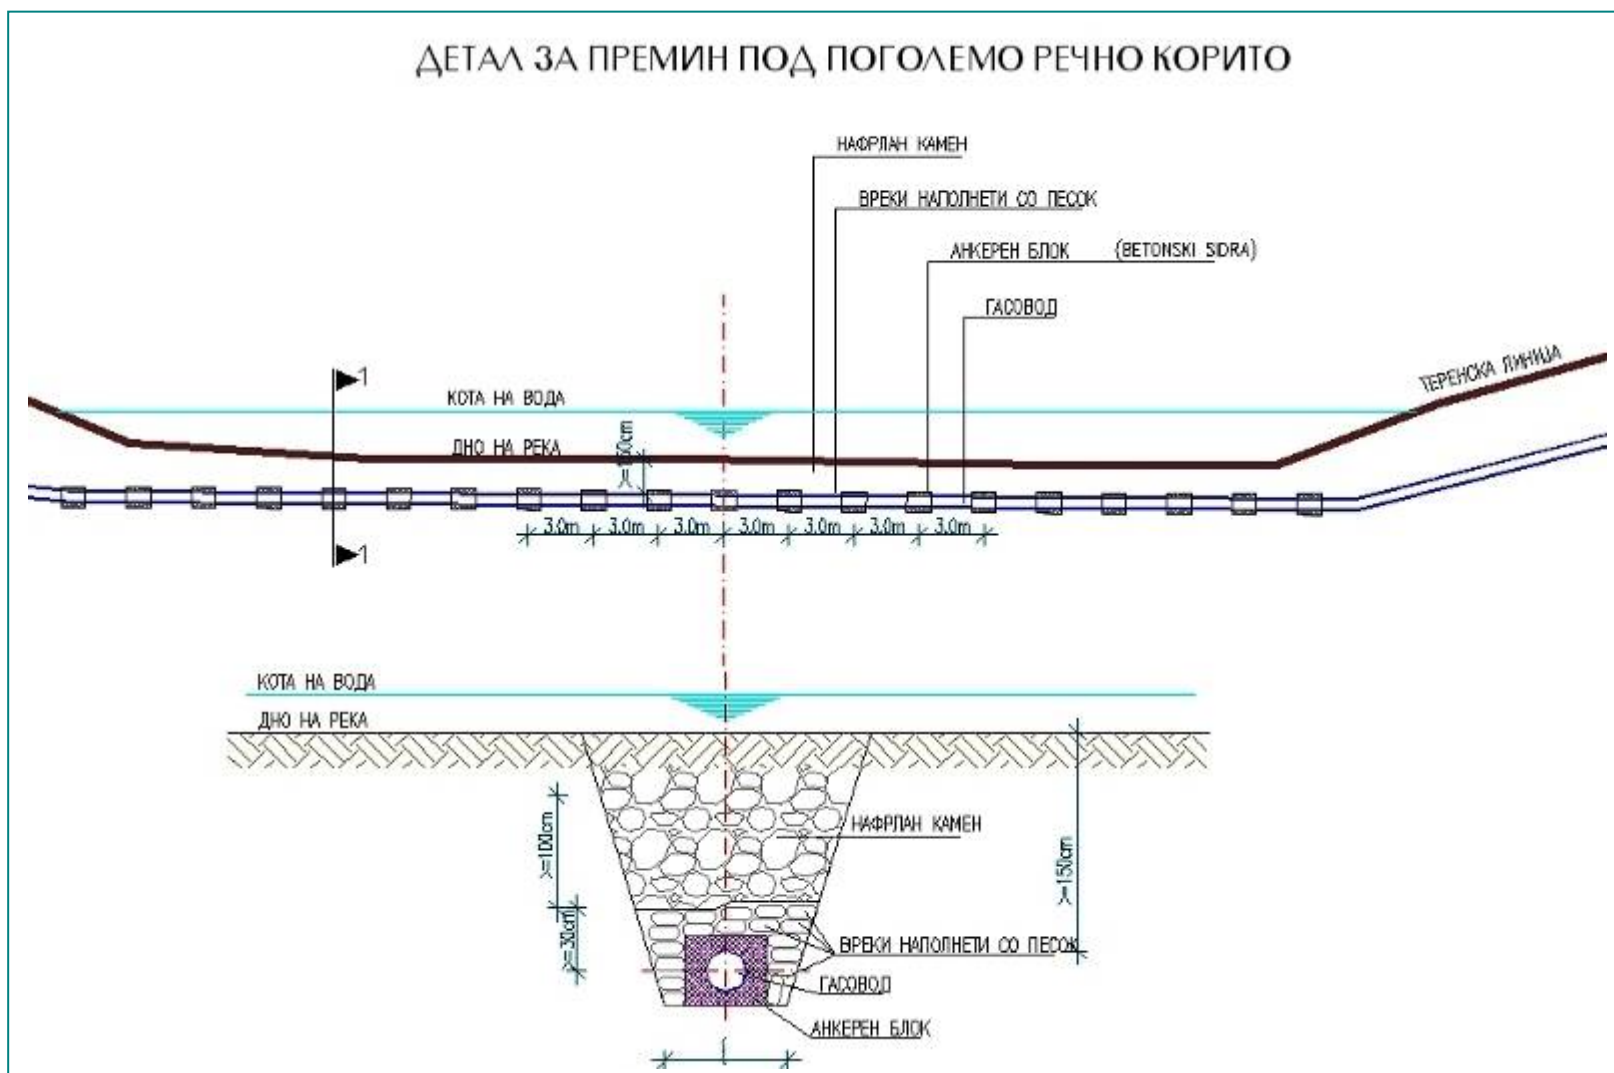 ДЕТАЛ ЗА ПРЕМИН ПОД ПОГОЛЕМО РЕЧНО КОРИТО
НАФРЛАН КАМЕН
ВРЕКИ НАПОЛНЕТИ СО ПЕСОК
АНКЕРЕН БЛОК (BETONSKI SIDRA)
ГАСОВОД
ТЕРЕНСКА ЛИНИЦА
1
КОТА НА ВОДА
ДНО НА РЕКА
>=150cm
3.0m 3.0m 3.0m 3.0m 3.0m 3.0m 3.0m
1
КОТА НА ВОДА
ДНО НА РЕКА
НАФРЛАН КАМЕН
>=100cm
>=150cm
>=30cm
ВРЕКИ НАПОЛНЕТИ СО ПЕСОК
ГАСОВОД
АНКЕРЕН БЛОК